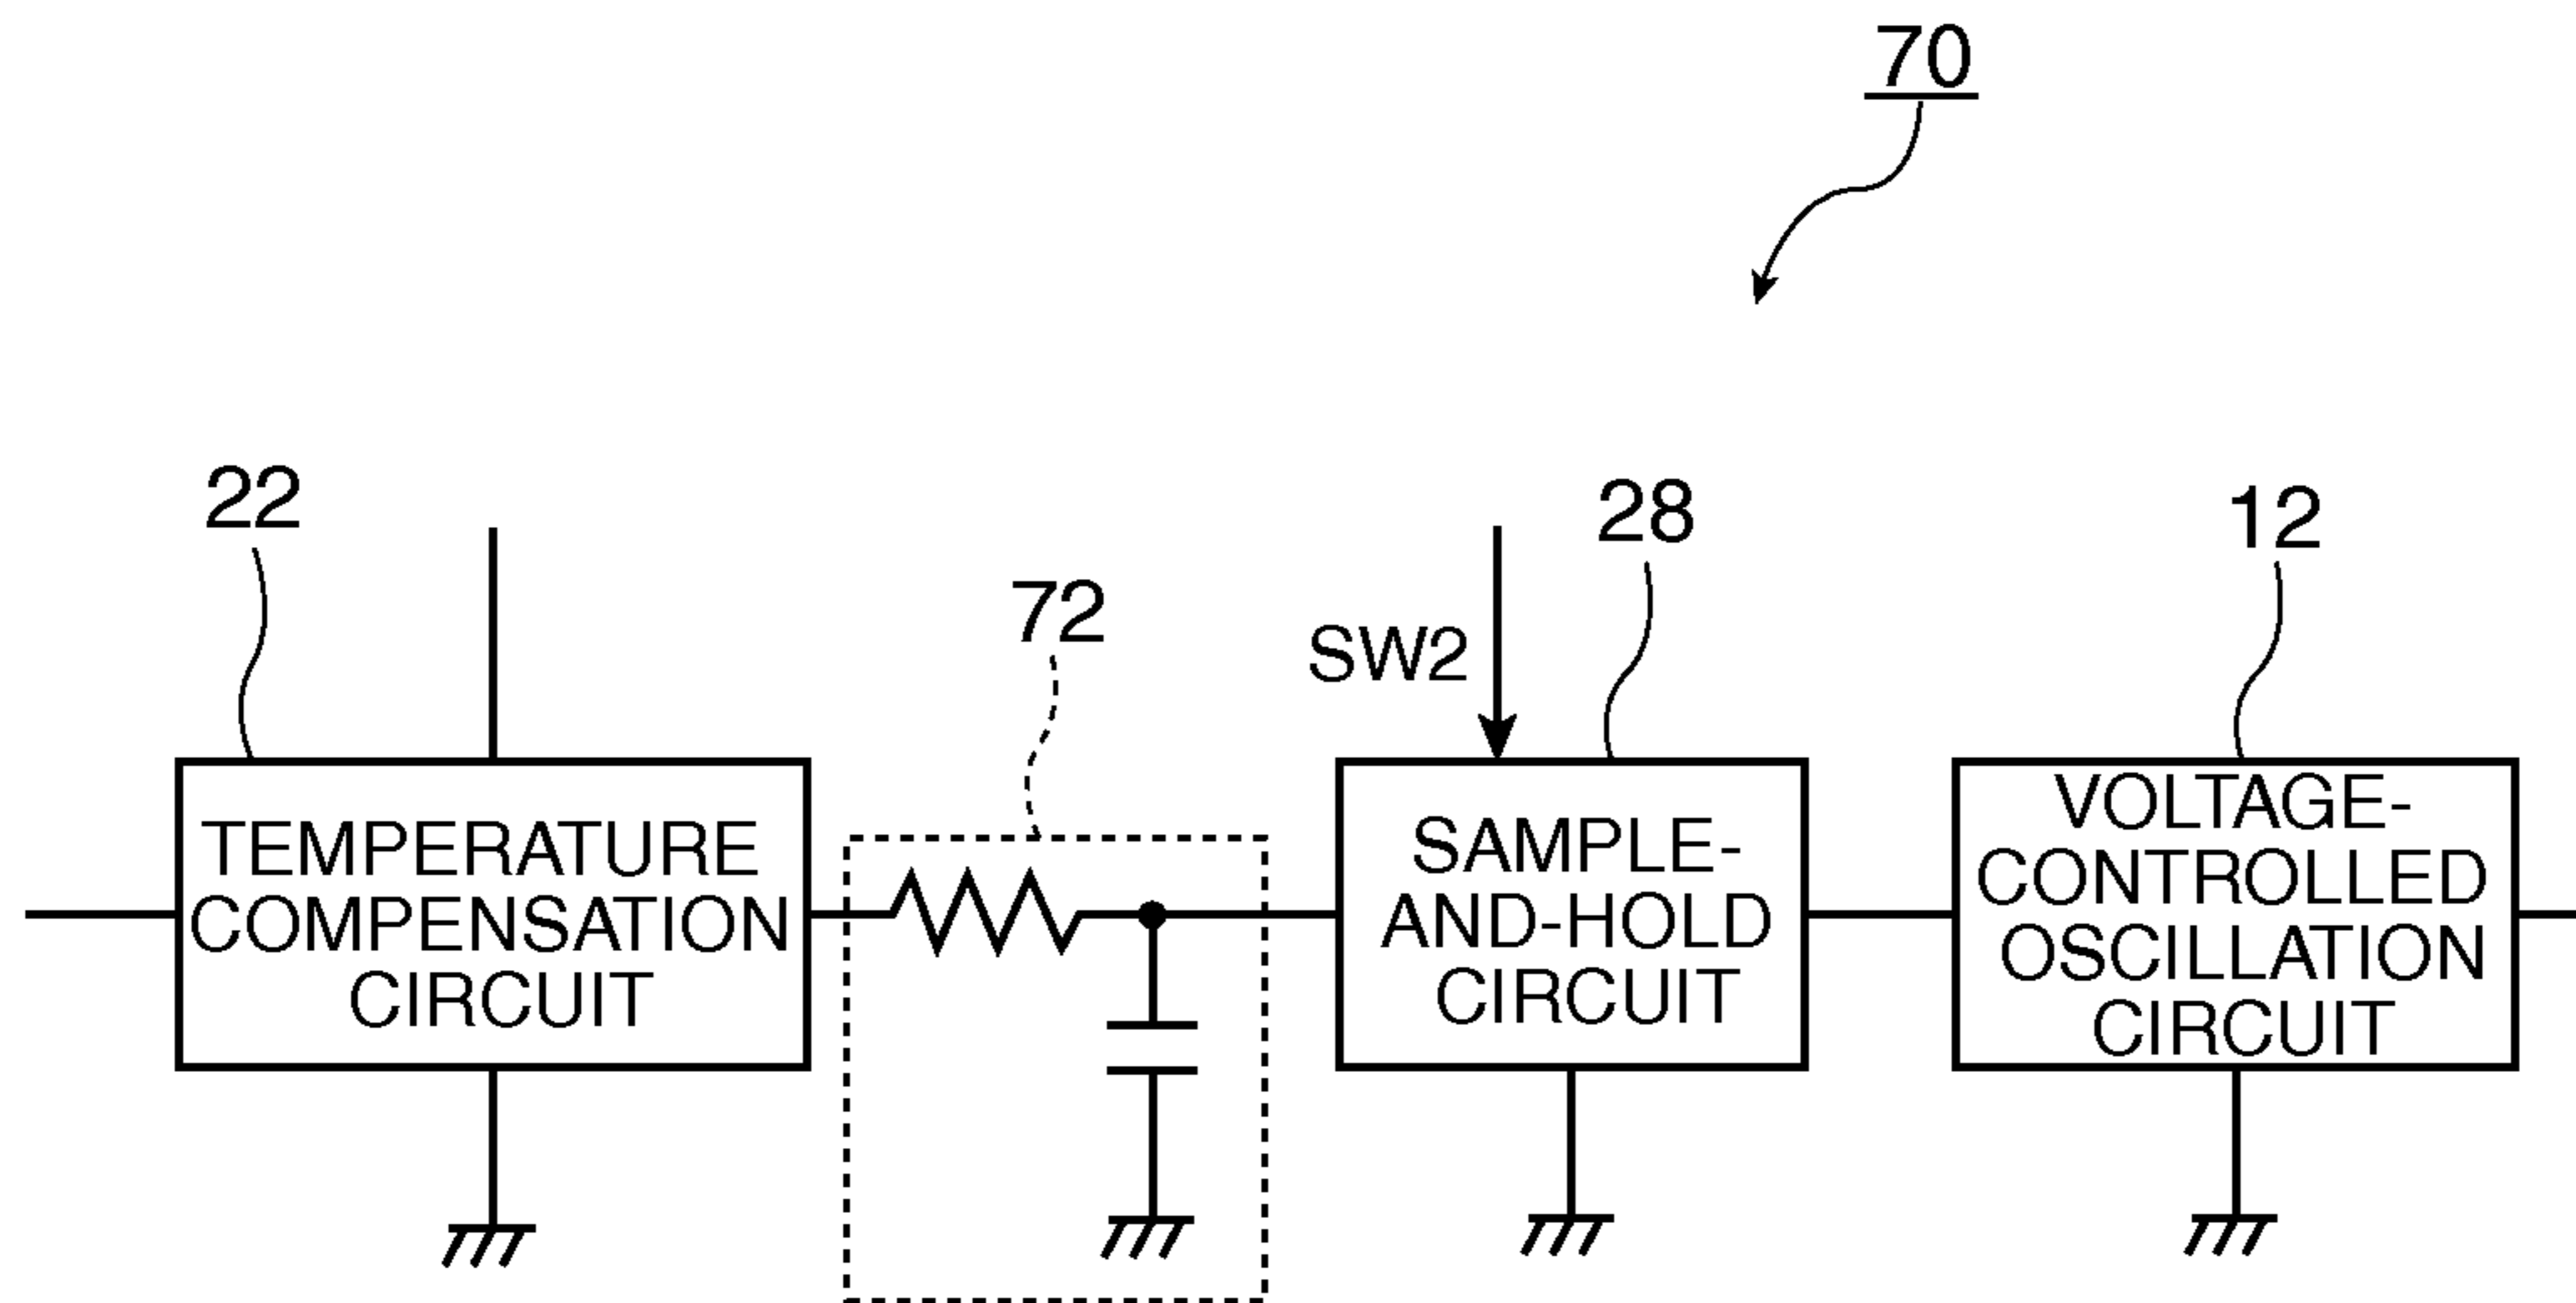 70
22
28
12
72
SW2
TEMPERATURE
COMPENSATION
CIRCUIT
SAMPLE-
AND-HOLD
CIRCUIT
VOLTAGE-
CONTROLLED
OSCILLATION
CIRCUIT